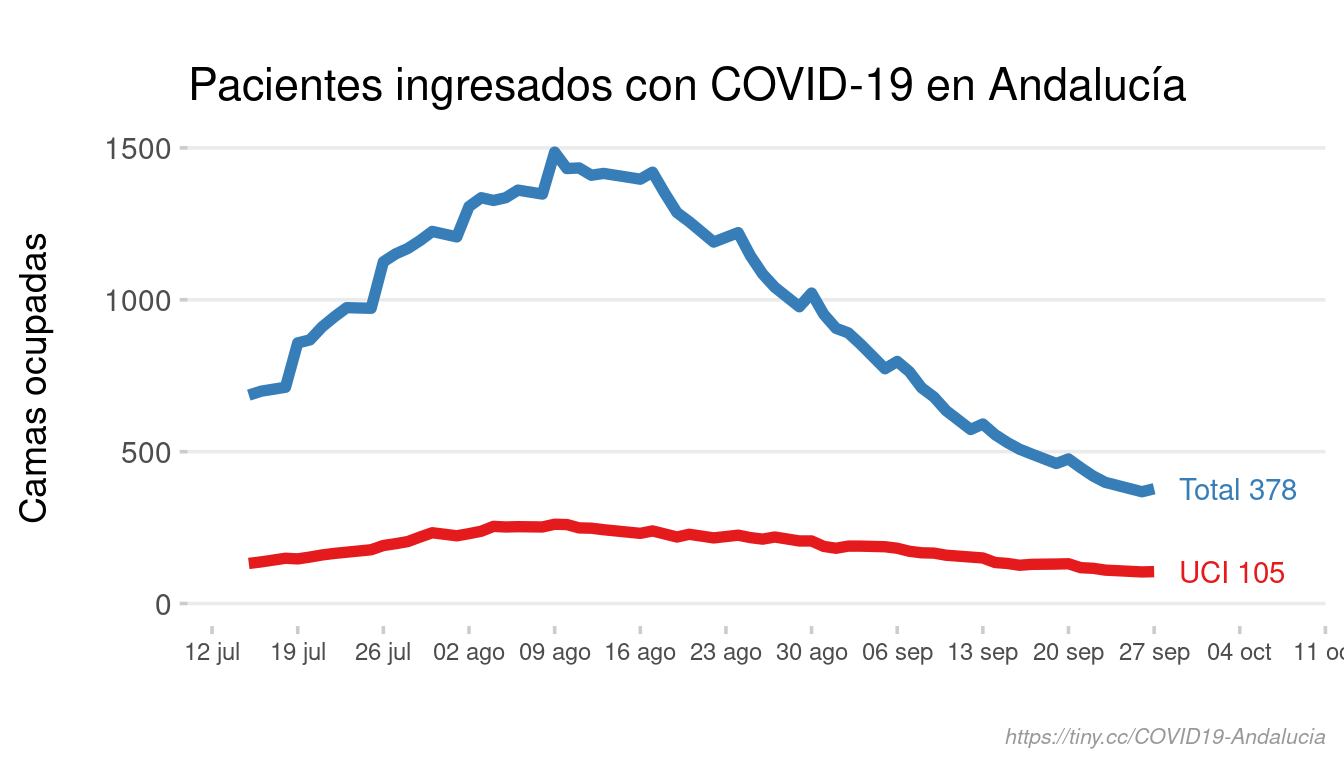 Pacientes ingresados con COVID-19 en Andalucía
Camas ocupadas
1500
1000
500
0
Total 378
UCI 105
12 jul 19 jul 26 jul 02 ago 09 ago 16 ago 23 ago 30 ago 06 sep 13 sep 20 sep 27 sep 04 oct 11 oc
https://tiny.cc/COVID19-Andalucia